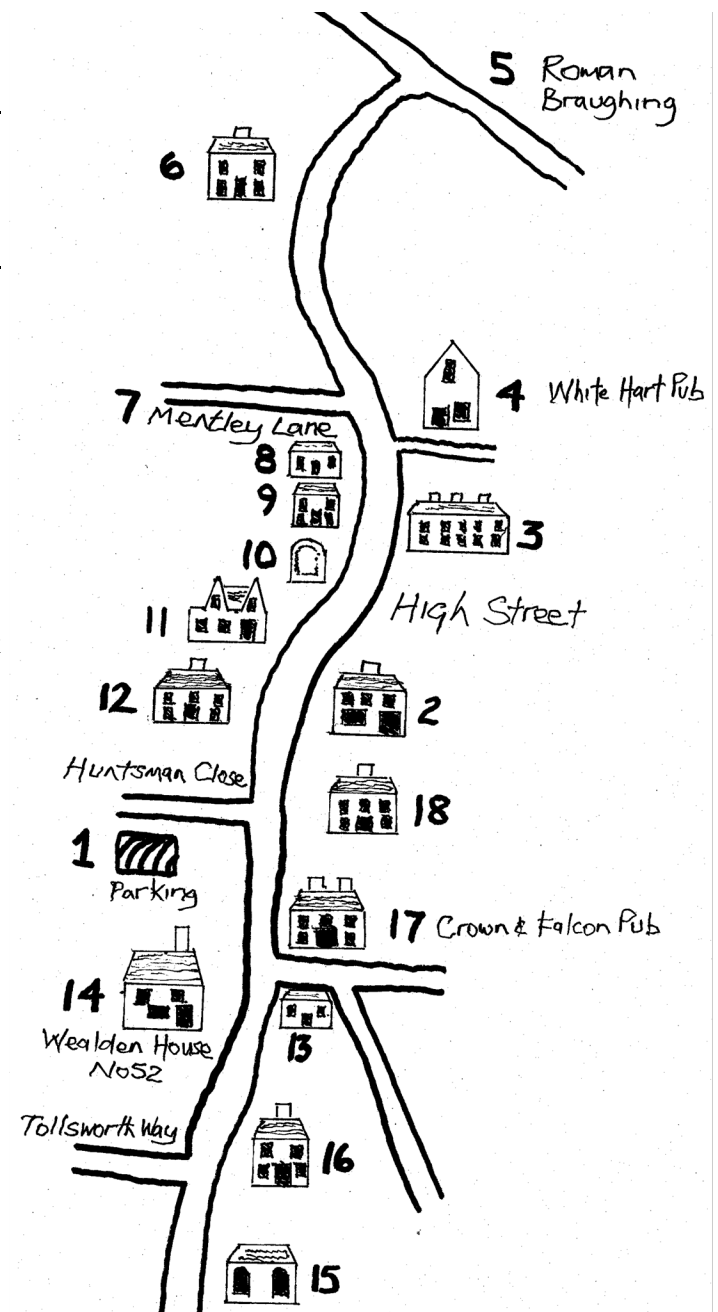 5 Roman
Braughing
6
4 White Hart Pub
7 Mentley Lane
8
9
3
10
High Street
11
12
2
Huntsman Close
18
1
Parking
17 Crown & Falcon Pub
14
Wealden House
No52
13
Tollsworth Way
16
15